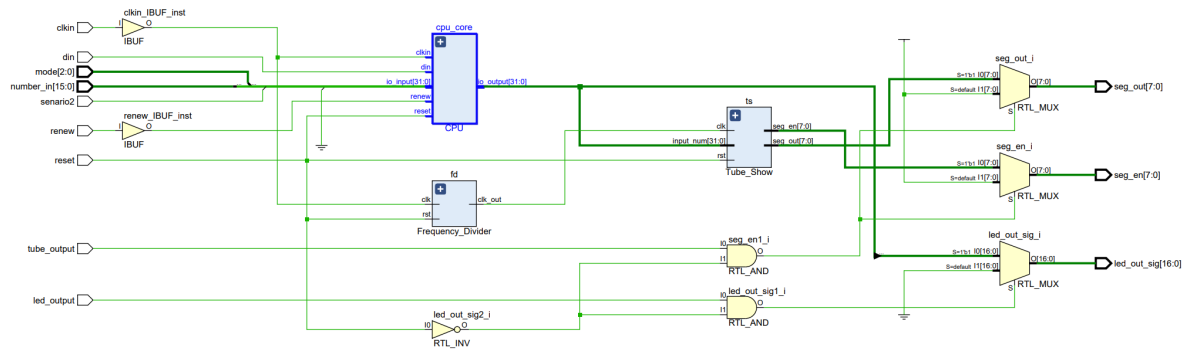 clkin_IBUF_inst
clkin
I
O
IBUF
cpu_core
clkin
din
io_input[31:0]
io_output[31:0]
renew
reset
CPU
din
mode[2:0]
number_in[15:0]
senario2
renew_IBUF_inst
renew
I
O
IBUF
reset
fd
clk
clk_out
rst
Frequency_Divider
ts
clk
seg_en[7:0]
input_num[31:0]
seg_out[7:0]
rst
Tube_Show
seg_out_i
S=1'b1 I0[7:0]
O[7:0]
S=default I1[7:0]
S
RTL_MUX
seg_out[7:0]
seg_en_i
S=1'b1 I0[7:0]
O[7:0]
S=default I1[7:0]
S
RTL_MUX
seg_en[7:0]
led_out_sig_i
S=1'b1 I0[16:0]
O[16:0]
S=default I1[16:0]
S
RTL_MUX
led_out_sig[16:0]
tube_output
seg_en1_i
I0
O
I1
RTL_AND
led_output
led_out_sig1_i
I0
O
I1
RTL_AND
led_out_sig2_i
I0
O
RTL_INV